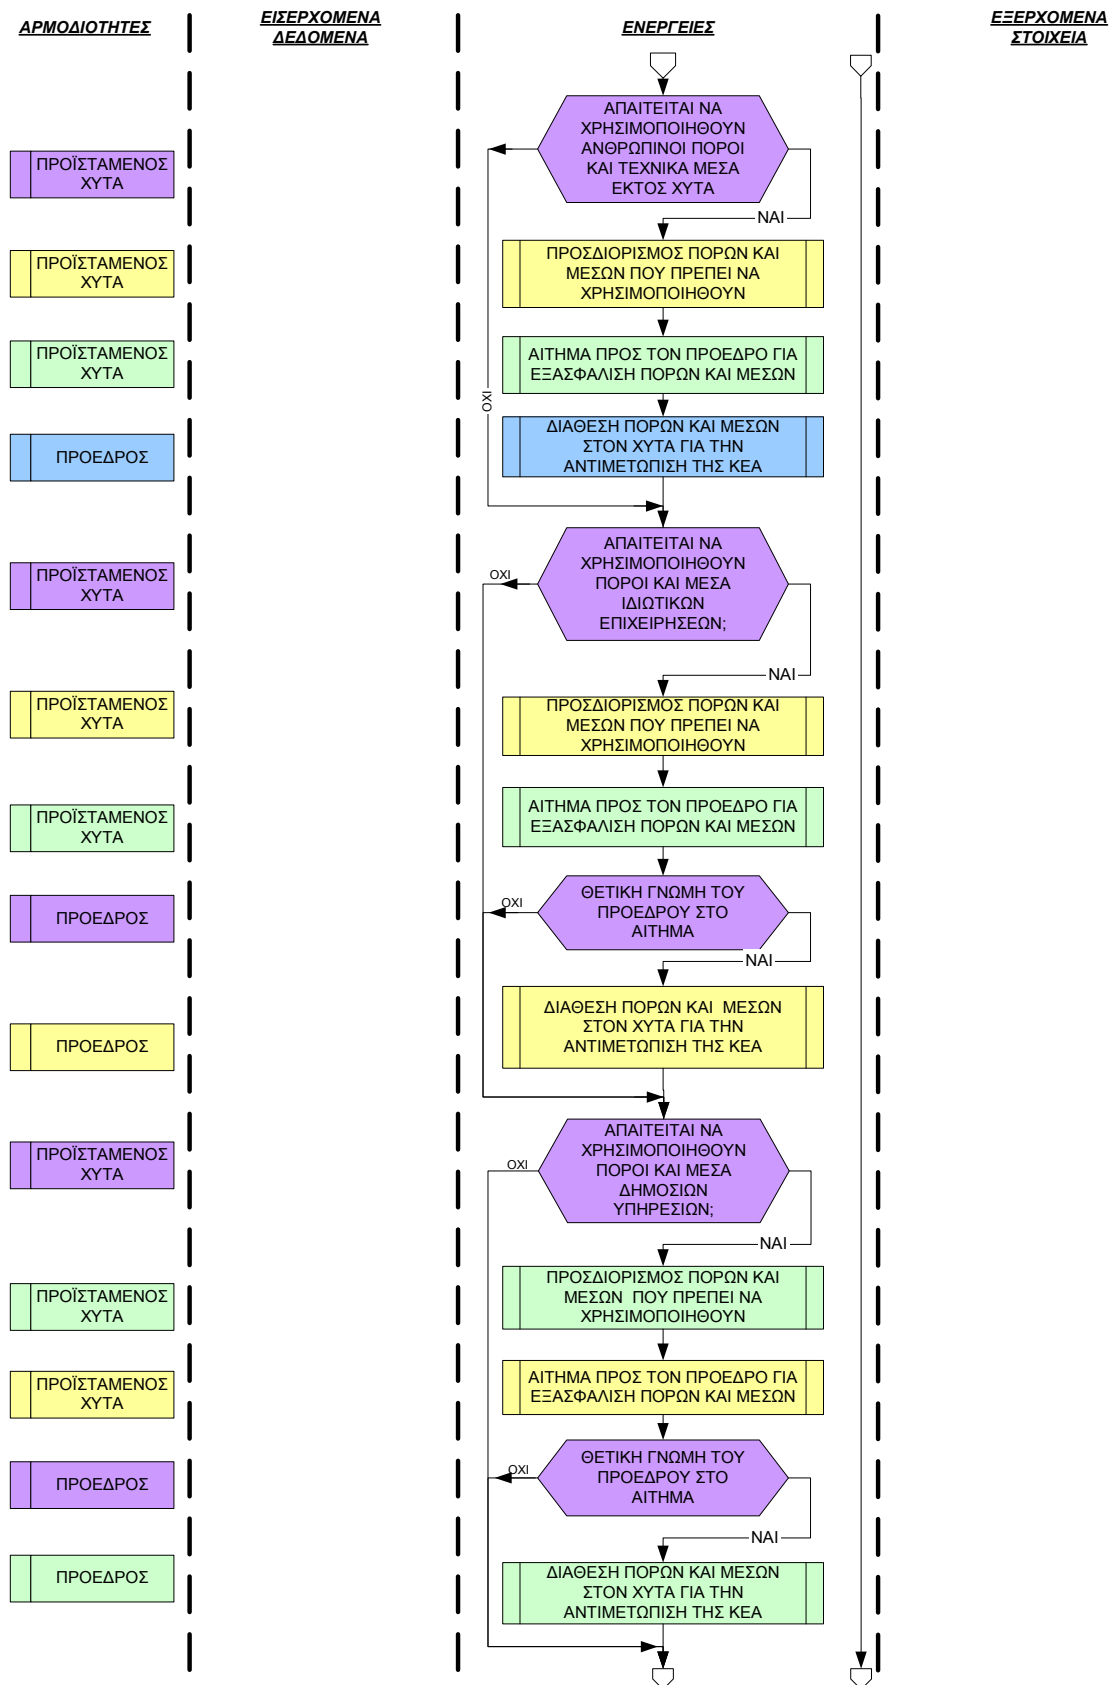 ΑΡΜΟΔΙΟΤΗΤΕΣ
ΕΙΣΕΡΧΟΜΕΝΑ
ΔΕΔΟΜΕΝΑ
ΕΝΕΡΓΕΙΕΣ
ΕΞΕΡΧΟΜΕΝΑ
ΣΤΟΙΧΕΙΑ
ΠΡΟΪΣΤΑΜΕΝΟΣ
ΧΥΤΑ
ΑΠΑΙΤΕΙΤΑΙ ΝΑ
ΧΡΗΣΙΜΟΠΟΙΗΘΟΥΝ
ΑΝΘΡΩΠΙΝΟΙ ΠΟΡΟΙ
ΚΑΙ ΤΕΧΝΙΚΑ ΜΕΣΑ
ΕΚΤΟΣ ΧΥΤΑ
ΝΑΙ
ΠΡΟΪΣΤΑΜΕΝΟΣ
ΧΥΤΑ
ΠΡΟΣΔΙΟΡΙΣΜΟΣ ΠΟΡΩΝ ΚΑΙ
ΜΕΣΩΝ ΠΟΥ ΠΡΕΠΕΙ ΝΑ
ΧΡΗΣΙΜΟΠΟΙΗΘΟΥΝ
ΠΡΟΪΣΤΑΜΕΝΟΣ
ΧΥΤΑ
ΑΙΤΗΜΑ ΠΡΟΣ ΤΟΝ ΠΡΟΕΔΡΟ ΓΙΑ
ΕΞΑΣΦΑΛΙΣΗ ΠΟΡΩΝ ΚΑΙ ΜΕΣΩΝ
ΟΧΙ
ΠΡΟΕΔΡΟΣ
ΔΙΑΘΕΣΗ ΠΟΡΩΝ ΚΑΙ ΜΕΣΩΝ
ΣΤΟΝ ΧΥΤΑ ΓΙΑ ΤΗΝ
ΑΝΤΙΜΕΤΩΠΙΣΗ ΤΗΣ ΚΕΑ
ΠΡΟΪΣΤΑΜΕΝΟΣ
ΧΥΤΑ
ΟΧΙ
ΑΠΑΙΤΕΙΤΑΙ ΝΑ
ΧΡΗΣΙΜΟΠΟΙΗΘΟΥΝ
ΠΟΡΟΙ ΚΑΙ ΜΕΣΑ
ΙΔΙΩΤΙΚΩΝ
ΕΠΙΧΕΙΡΗΣΕΩΝ;
ΝΑΙ
ΠΡΟΪΣΤΑΜΕΝΟΣ
ΧΥΤΑ
ΠΡΟΣΔΙΟΡΙΣΜΟΣ ΠΟΡΩΝ ΚΑΙ
ΜΕΣΩΝ ΠΟΥ ΠΡΕΠΕΙ ΝΑ
ΧΡΗΣΙΜΟΠΟΙΗΘΟΥΝ
ΠΡΟΪΣΤΑΜΕΝΟΣ
ΧΥΤΑ
ΑΙΤΗΜΑ ΠΡΟΣ ΤΟΝ ΠΡΟΕΔΡΟ ΓΙΑ
ΕΞΑΣΦΑΛΙΣΗ ΠΟΡΩΝ ΚΑΙ ΜΕΣΩΝ
ΠΡΟΕΔΡΟΣ
ΟΧΙ
ΘΕΤΙΚΗ ΓΝΩΜΗ ΤΟΥ
ΠΡΟΕΔΡΟΥ ΣΤΟ
ΑΙΤΗΜΑ
ΝΑΙ
ΠΡΟΕΔΡΟΣ
ΔΙΑΘΕΣΗ ΠΟΡΩΝ ΚΑΙ  ΜΕΣΩΝ
ΣΤΟΝ ΧΥΤΑ ΓΙΑ ΤΗΝ
ΑΝΤΙΜΕΤΩΠΙΣΗ ΤΗΣ ΚΕΑ
ΠΡΟΪΣΤΑΜΕΝΟΣ
ΧΥΤΑ
ΟΧΙ
ΑΠΑΙΤΕΙΤΑΙ ΝΑ
ΧΡΗΣΙΜΟΠΟΙΗΘΟΥΝ
ΠΟΡΟΙ ΚΑΙ ΜΕΣΑ
ΔΗΜΟΣΙΩΝ
ΥΠΗΡΕΣΙΩΝ;
ΝΑΙ
ΠΡΟΪΣΤΑΜΕΝΟΣ
ΧΥΤΑ
ΠΡΟΣΔΙΟΡΙΣΜΟΣ ΠΟΡΩΝ ΚΑΙ
ΜΕΣΩΝ  ΠΟΥ ΠΡΕΠΕΙ ΝΑ
ΧΡΗΣΙΜΟΠΟΙΗΘΟΥΝ
ΠΡΟΪΣΤΑΜΕΝΟΣ
ΧΥΤΑ
ΑΙΤΗΜΑ ΠΡΟΣ ΤΟΝ ΠΡΟΕΔΡΟ ΓΙΑ
ΕΞΑΣΦΑΛΙΣΗ ΠΟΡΩΝ ΚΑΙ ΜΕΣΩΝ
ΠΡΟΕΔΡΟΣ
ΟΧΙ
ΘΕΤΙΚΗ ΓΝΩΜΗ ΤΟΥ
ΠΡΟΕΔΡΟΥ ΣΤΟ
ΑΙΤΗΜΑ
ΝΑΙ
ΠΡΟΕΔΡΟΣ
ΔΙΑΘΕΣΗ ΠΟΡΩΝ ΚΑΙ ΜΕΣΩΝ
ΣΤΟΝ ΧΥΤΑ ΓΙΑ ΤΗΝ
ΑΝΤΙΜΕΤΩΠΙΣΗ ΤΗΣ ΚΕΑ